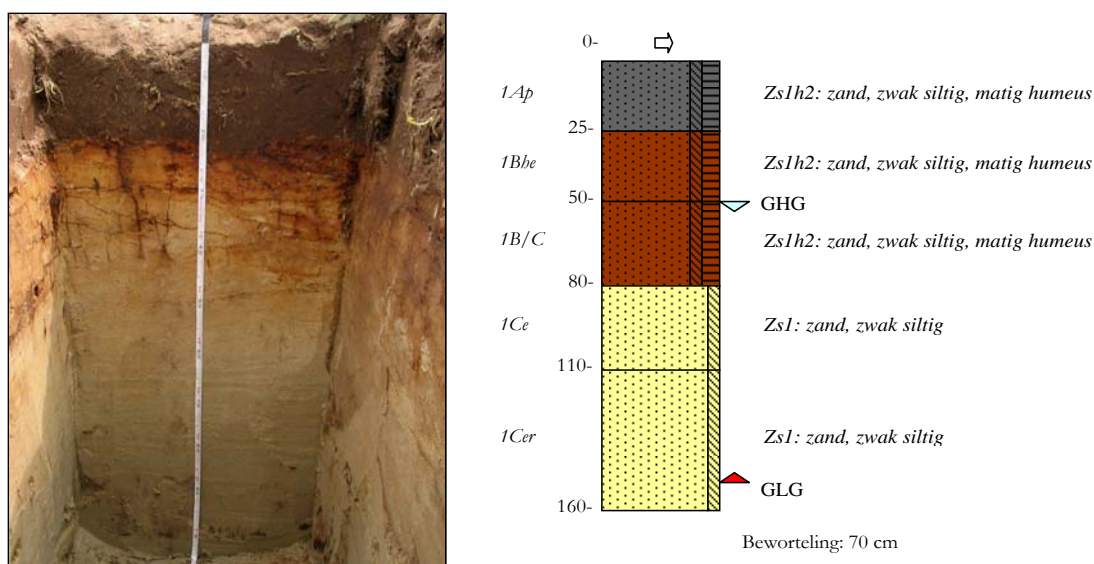 0-
1Ap
Zs1h2: zand, zwak siltig, matig humeus
25-
1Bhe
Zs1h2: zand, zwak siltig, matig humeus
50-
GHG
1B/C
Zs1h2: zand, zwak siltig, matig humeus
80-
1Ce
Zs1: zand, zwak siltig
110-
1Cer
Zs1: zand, zwak siltig
GLG
160-
Beworteling: 70 cm